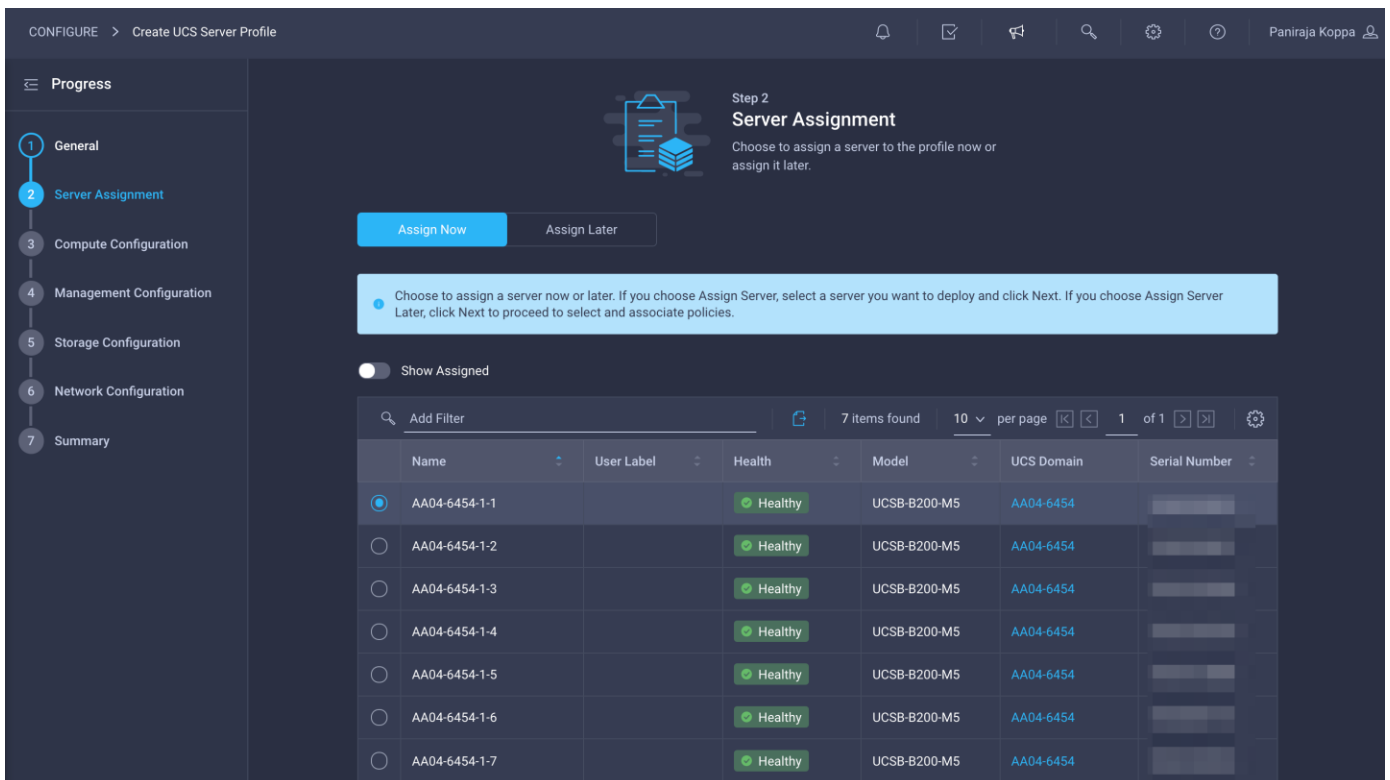 CONFIGURE > Create UCS Server Profile
Paniraja Koppa
Progress
1 General
2 Server Assignment
3 Compute Configuration
4 Management Configuration
5 Storage Configuration
6 Network Configuration
7 Summary
Step 2
Server Assignment
Choose to assign a server to the profile now or
assign it later.
Assign Now Assign Later
Choose to assign a server now or later. If you choose Assign Server, select a server you want to deploy and click Next. If you choose Assign Server
Later, click Next to proceed to select and associate policies.
Show Assigned
Add Filter 7 items found 10 per page 1 of 1
Name User Label Health Model UCS Domain Serial Number
AA04-6454-1-1 Healthy UCSB-B200-M5 AA04-6454
AA04-6454-1-2 Healthy UCSB-B200-M5 AA04-6454
AA04-6454-1-3 Healthy UCSB-B200-M5 AA04-6454
AA04-6454-1-4 Healthy UCSB-B200-M5 AA04-6454
AA04-6454-1-5 Healthy UCSB-B200-M5 AA04-6454
AA04-6454-1-6 Healthy UCSB-B200-M5 AA04-6454
AA04-6454-1-7 Healthy UCSB-B200-M5 AA04-6454